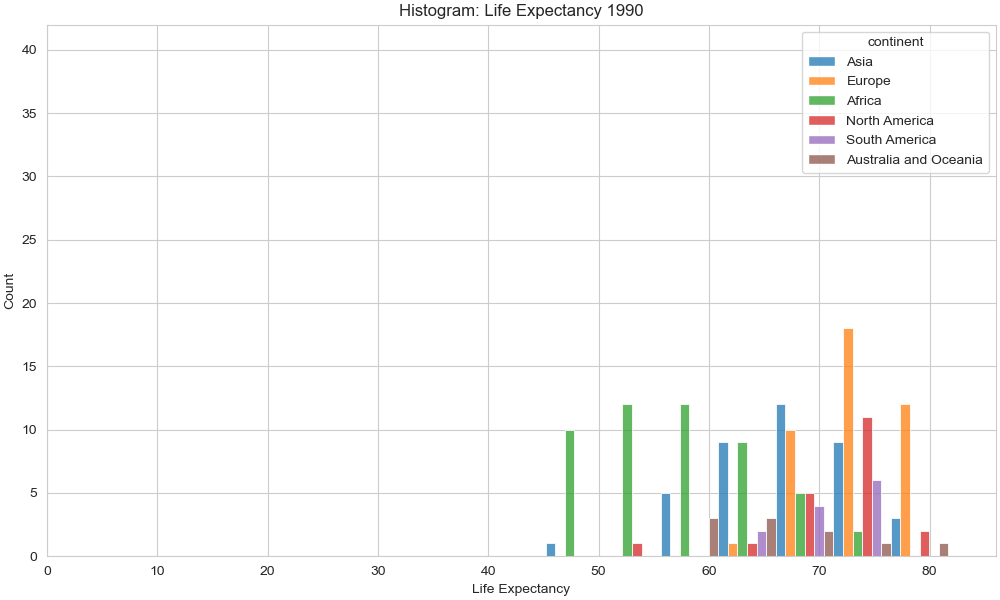 Histogram: Life Expectancy 1990
continent
Asia
Europe
Africa
North America
South America
Australia and Oceania
Count
40
35
30
25
20
15
10
5
0
0 10 20 30 40 50 60 70 80
Life Expectancy